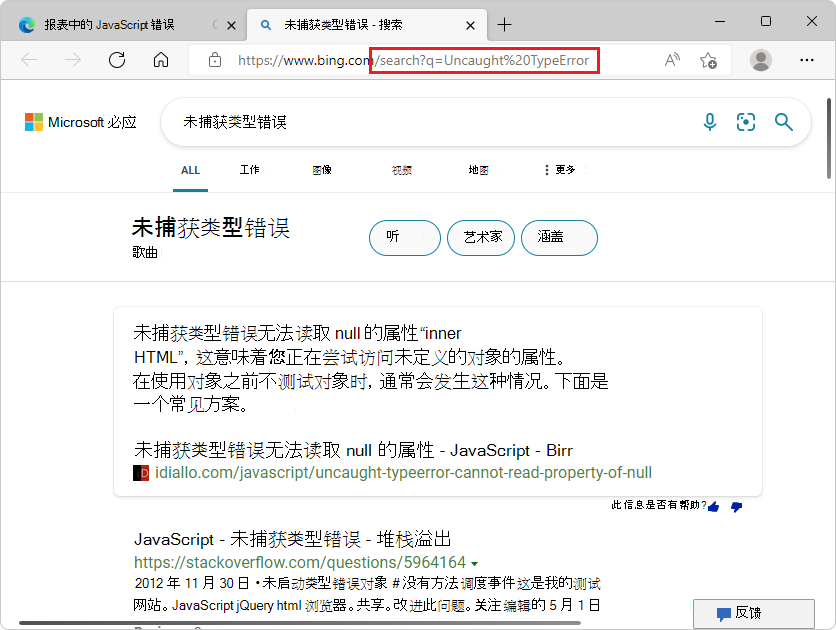 报表中的 JavaScript 错误
未捕获类型错误 - 搜索
https://www.bing.com/search?q=Uncaught%20TypeError
Microsoft 必应
未捕获类型错误
ALL 工作 图像 视频 地图 更多
未捕获类型错误
歌曲
听 艺术家 涵盖
未捕获类型错误无法读取 null 的属性“inner
HTML”, 这意味着您正在尝试访问未定义的对象的属性。
在使用对象之前不测试对象时, 通常会发生这种情况。下面是
一个常见方案。
未捕获类型错误无法读取 null 的属性 - JavaScript - Birr
idiallo.com/javascript/uncaught-typeerror-cannot-read-property-of-null
此信息是否有帮助?
JavaScript - 未捕获类型错误 - 堆栈溢出
https://stackoverflow.com/questions/5964164
2012 年 11 月 30 日 • 未启动类型错误对象 # 没有方法调度事件这是我的测试
网站。JavaScript jQuery html 浏览器。共享。改进此问题。关注 编辑的 5 月 1 日
反馈